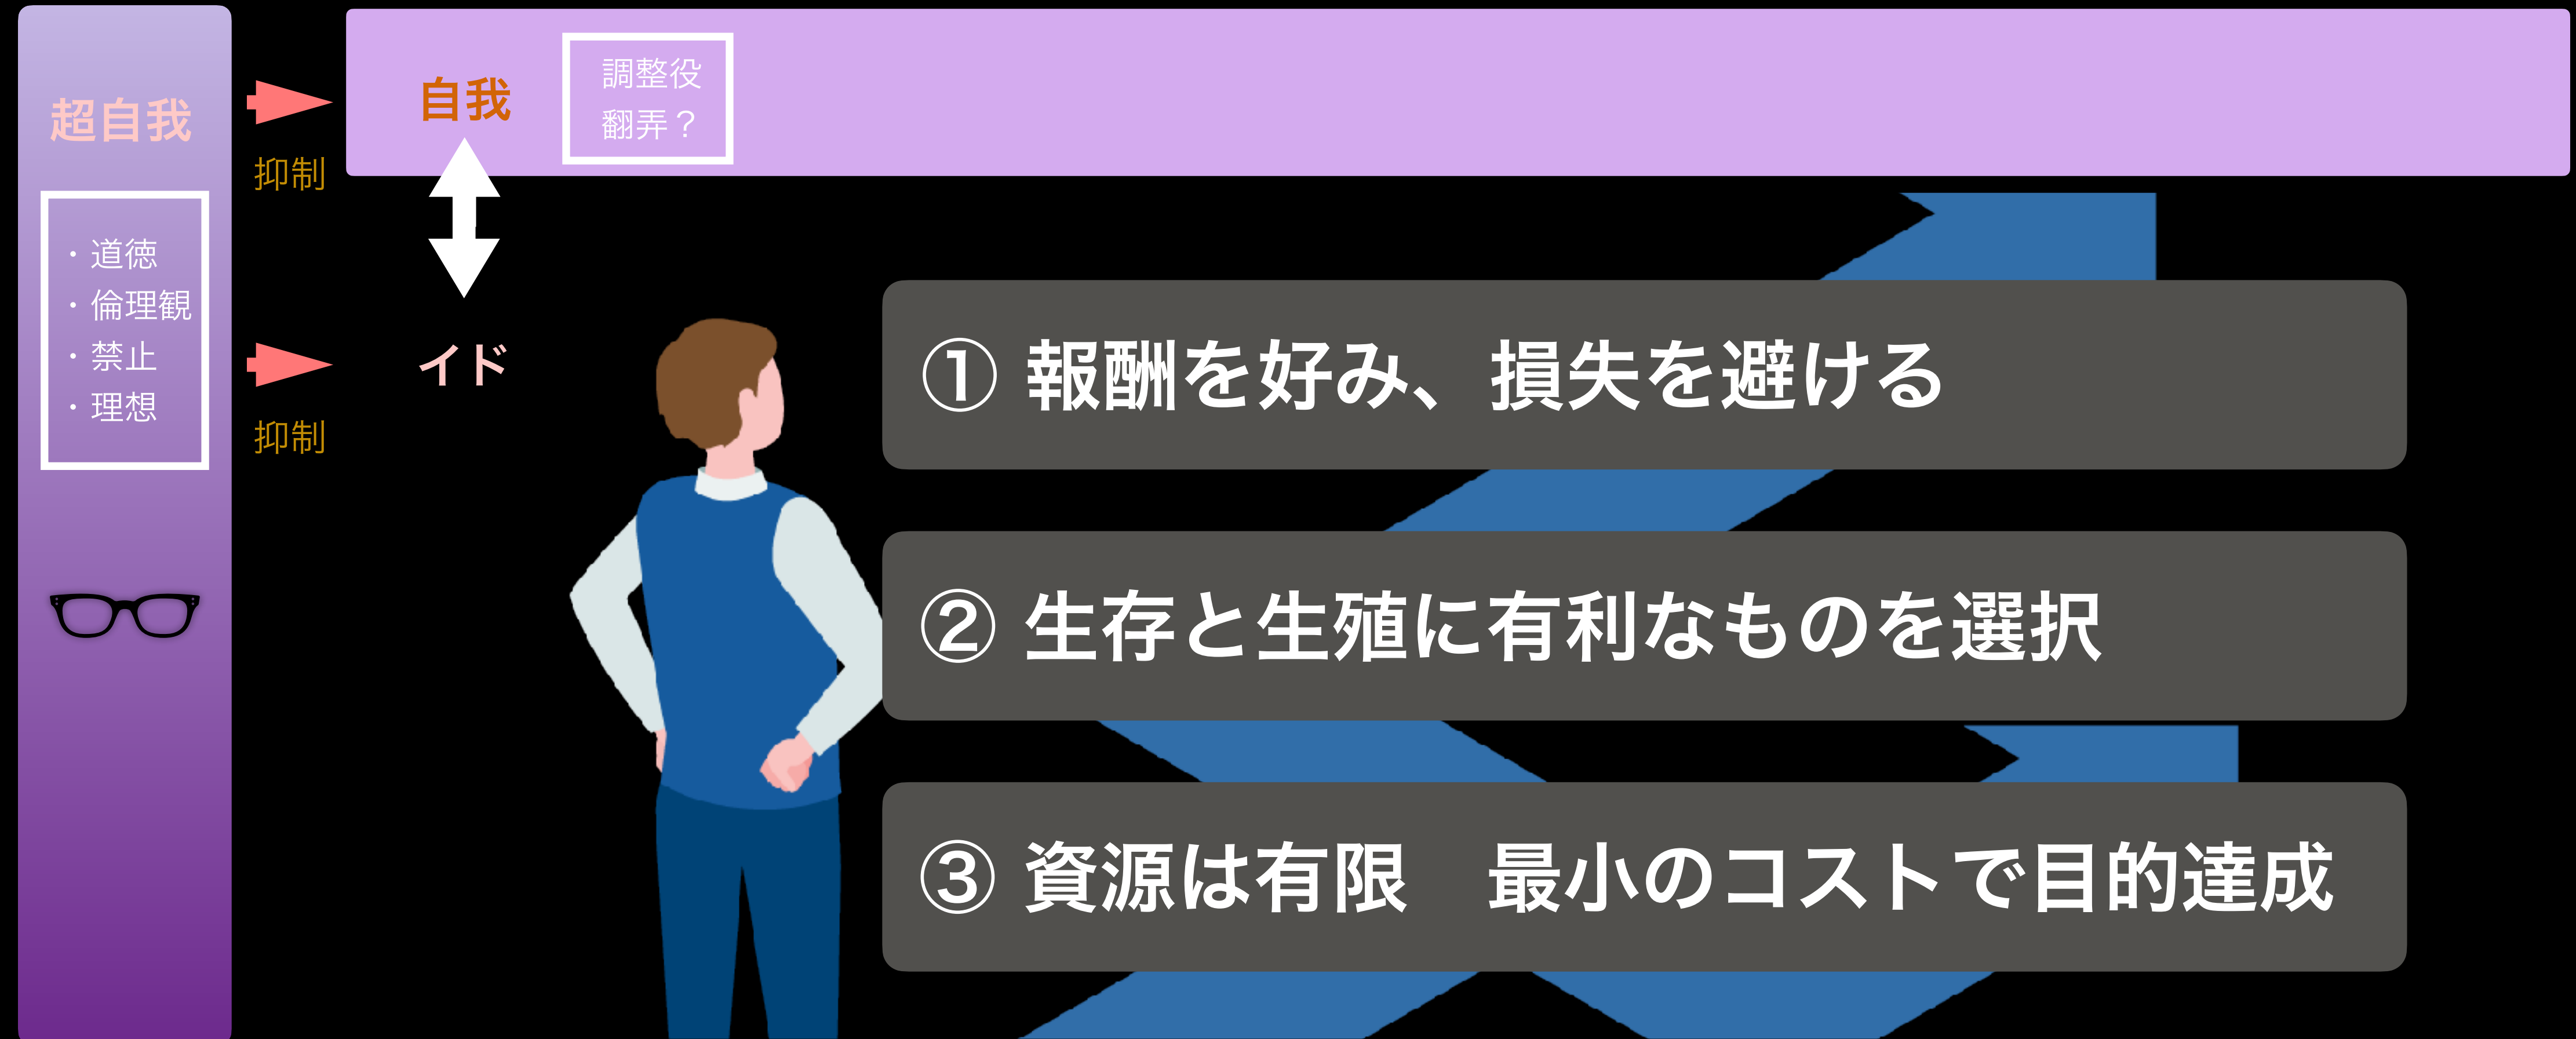 超自我
・道徳
・倫理観
・禁止
・理想
抑制
抑制
自我
調整役
翻弄？
イド
① 報酬を好み、損失を避ける
② 生存と生殖に有利なものを選択
③ 資源は有限　最小のコストで目的達成